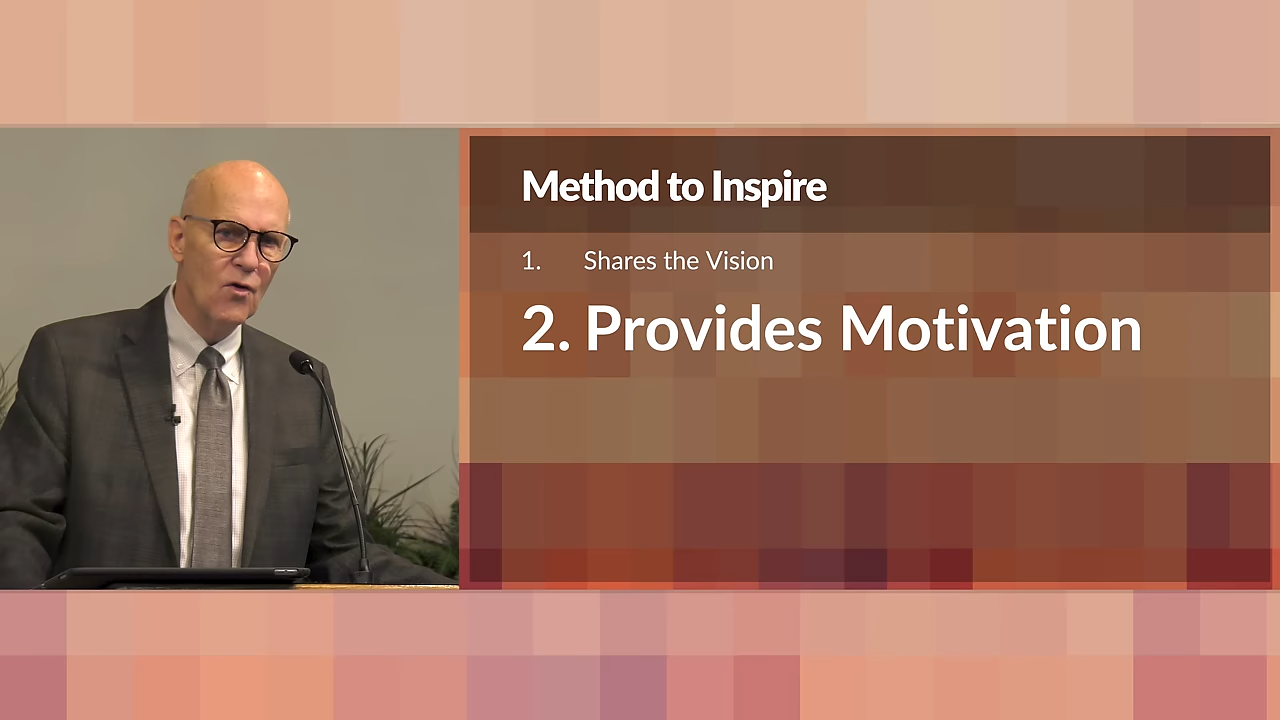 Method to Inspire
1. Shares the Vision
2. Provides Motivation